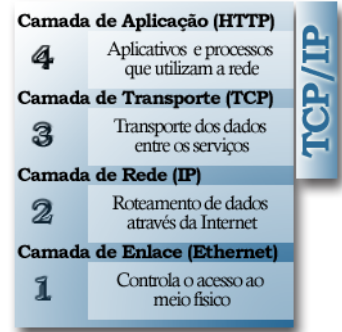 Camada de Aplicação (HTTP)
4
Aplicativos e processos
que utilizam a rede
Camada de Transporte (TCP)
3
Transporte dos dados
entre os serviços
Camada de Rede (IP)
2
Roteamento de dados
através da Internet
Camada de Enlace (Ethernet)
1
Controla o acesso ao
meio físico
TCP/IP